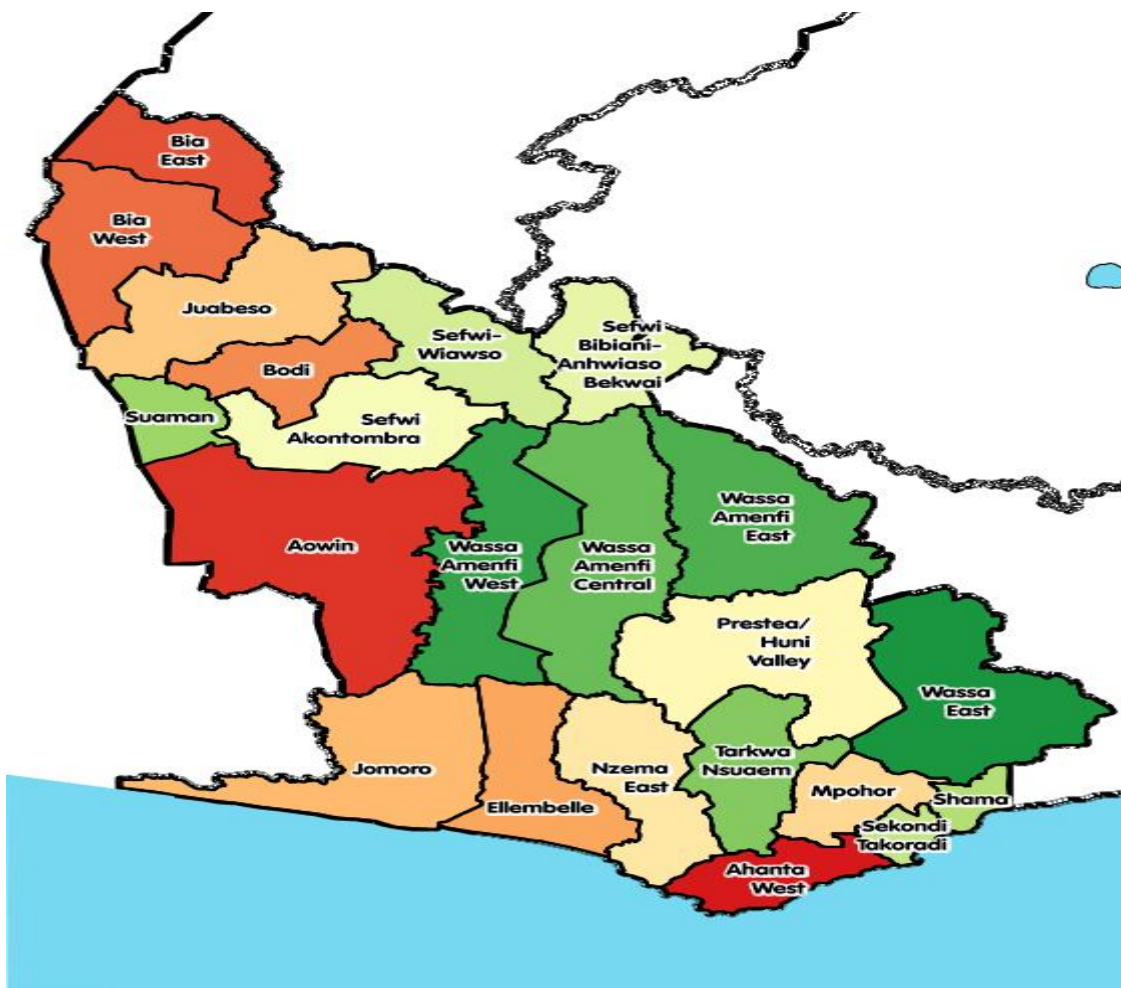 Bia
East
Bia
West
Juabeso
Sefwi-
Wiawso
Sefwi
Bibiani-
Anhwiaso
Bekwai
Bodi
Suaman
Sefwi
Akontombra
Aowin
Wassa
Amenfi
West
Wassa
Amenfi
Central
Wassa
Amenfi
East
Prestea/
Huni
Valley
Wassa
East
Jomoro
Ellembelle
Nzema
East
Tarkwa
Nsuaem
Mpohor
Shama
Sekondi
Takoradi
Ahanta
West